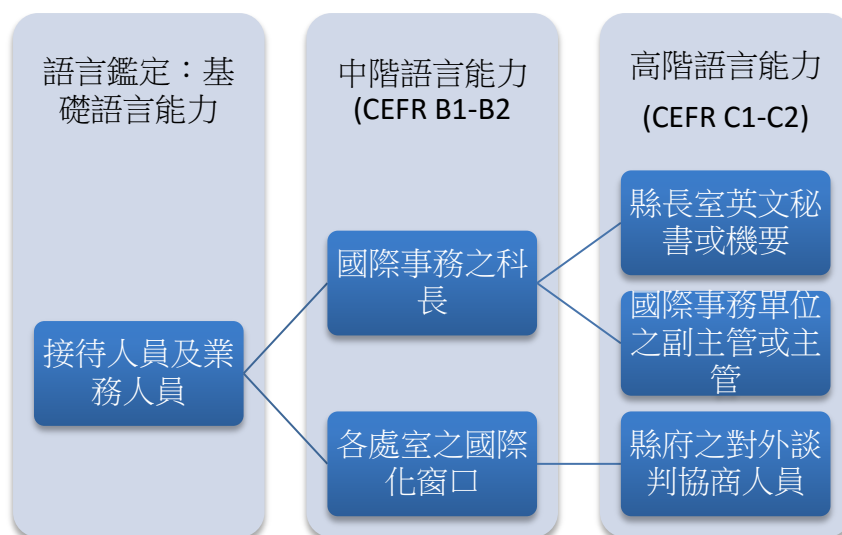 語言鑑定：基
礎語言能力
接待人員及業
務人員
中階語言能力
(CEFR B1-B2
國際事務之科
長
各處室之國際
化窗口
高階語言能力
(CEFR C1-C2)
縣長室英文秘
書或機要
國際事務單位
之副主管或主
管
縣府之對外談
判協商人員